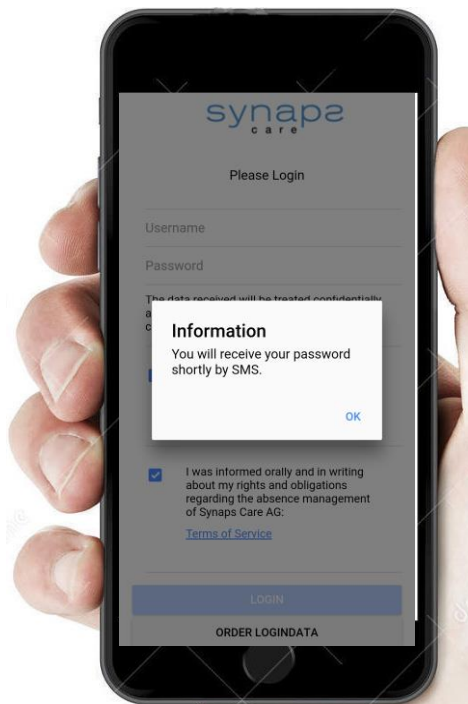 synaps
care
Please Login
Username
Password
The data received will be treated confidentially
a
c
Information
You will receive your password
shortly by SMS.
OK
I was informed orally and in writing
about my rights and obligations
regarding the absence management
of Synaps Care AG:
Terms of Service
LOGIN
ORDER LOGINDATA